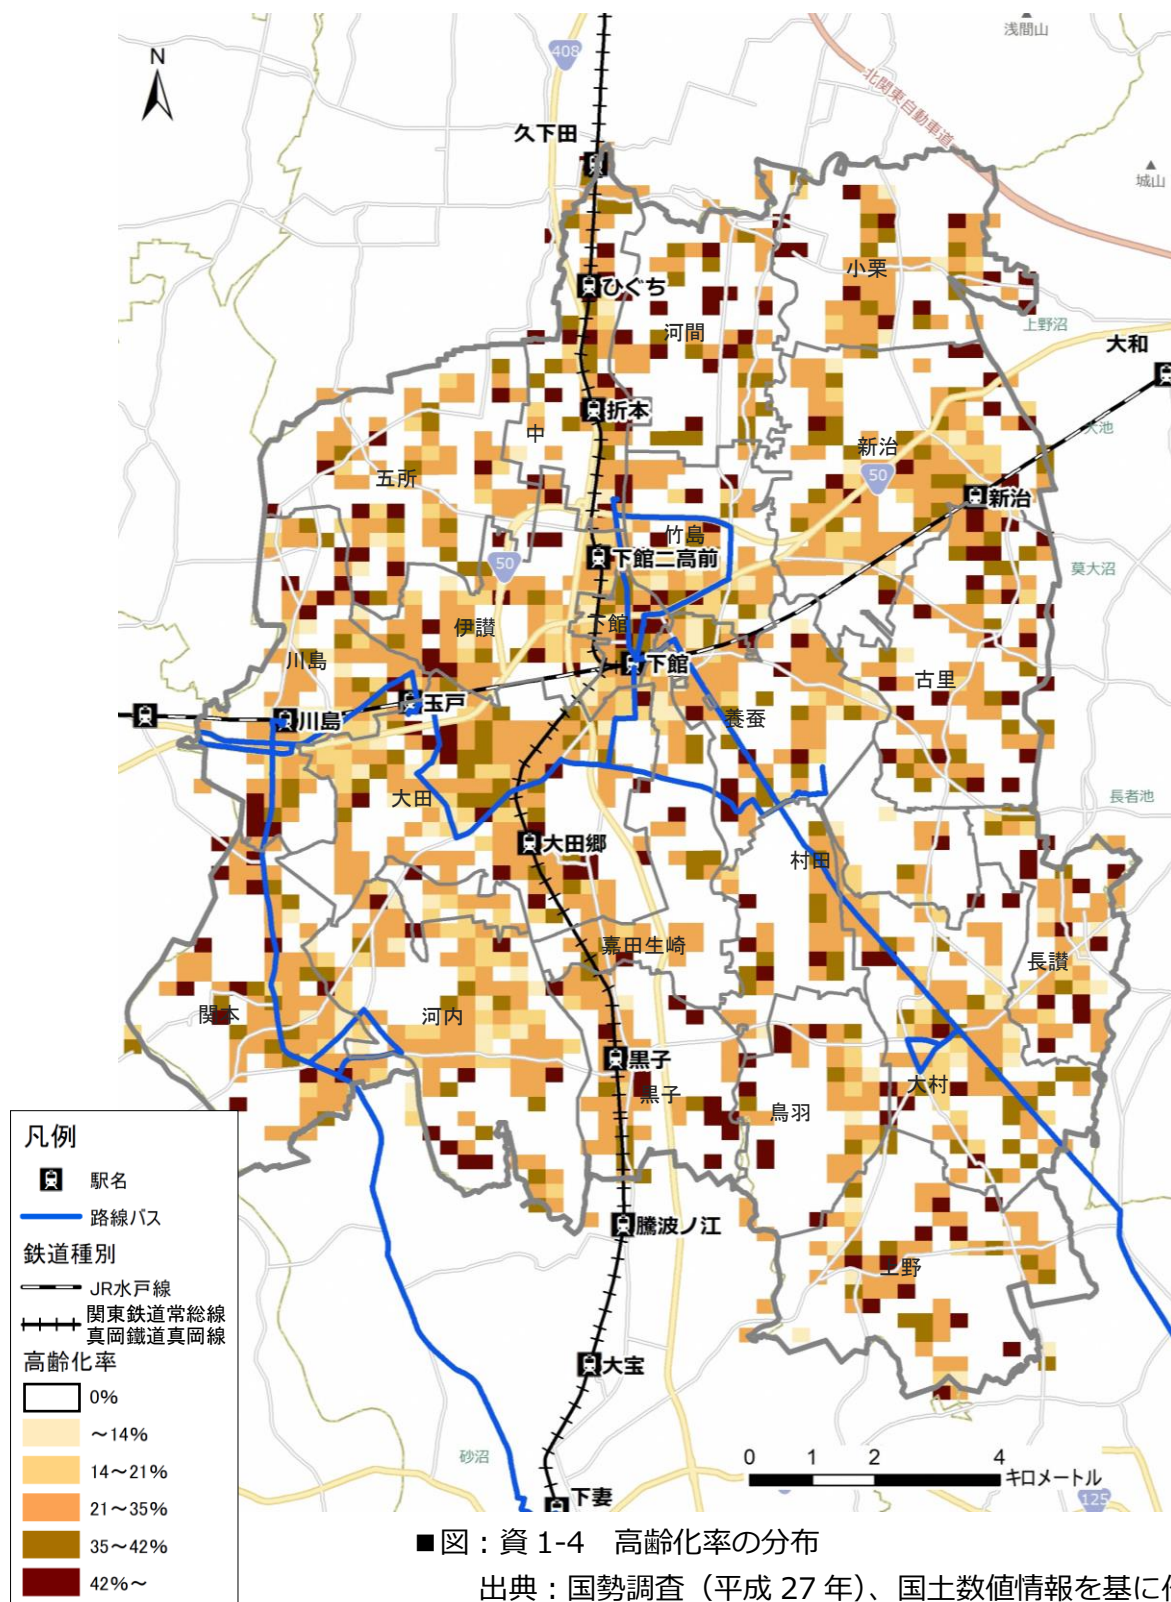 浅間山
408
N
北関東自動車道
久下田
城山
小栗
ひぐち
上野沼
河間
大和
折本
大池
中
新治
五所
50
新治
竹島
下館二高前
50
莫大沼
下館
伊讃
川島
下館
古里
玉戸
養蚕
川島
大田
長者池
大田郷
村田
嘉田生崎
長讃
関本
河内
黒子
黒子
大村
鳥羽
凡例
駅名
路線バス
鉄道種別
JR水戸線
関東鉄道常総線
真岡鐵道真岡線
高齢化率
0%
～14%
14～21%
21～35%
35～42%
42%～
騰波ノ江
上野
大宝
砂沼
0 1 2 4
キロメートル
下妻
125
■図：資 1-4　高齢化率の分布
出典：国勢調査（平成 27 年）、国土数値情報を基に